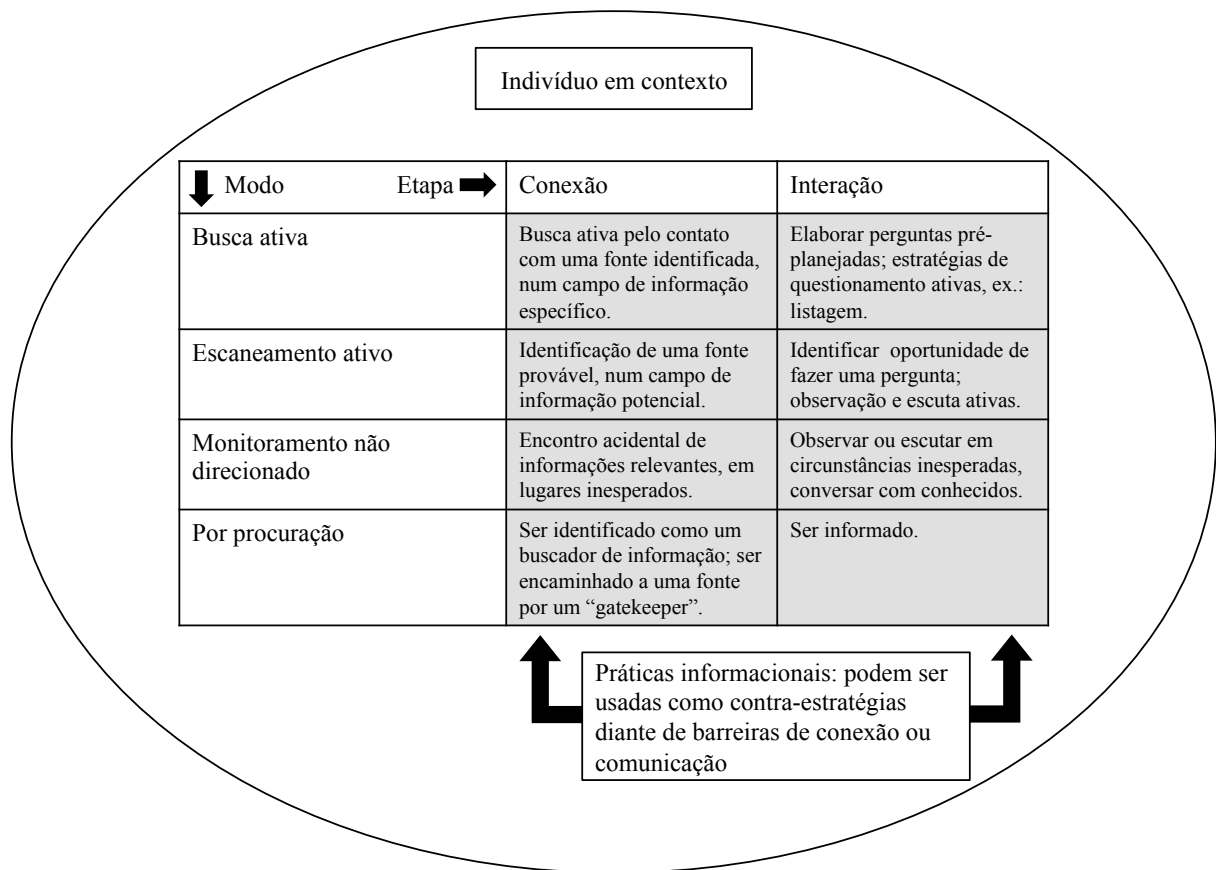 Indivíduo em contexto
Modo Etapa Conexão Interação
Busca ativa
Busca ativa pelo contato
com uma fonte identificada,
num campo de informação
específico.
Elaborar perguntas pré-
planejadas; estratégias de
questionamento ativas, ex.:
listagem.
Escaneamento ativo
Identificação de uma fonte
provável, num campo de
informação potencial.
Identificar oportunidade de
fazer uma pergunta;
observação e escuta ativas.
Monitoramento não
direcionado
Encontro acidental de
informações relevantes, em
lugares inesperados.
Observar ou escutar em
circunstâncias inesperadas,
conversar com conhecidos.
Por procuração
Ser identificado como um
buscador de informação; ser
encaminhado a uma fonte
por um “gatekeeper”.
Ser informado.
Práticas informacionais: podem ser
usadas como contra-estratégias
diante de barreiras de conexão ou
comunicação